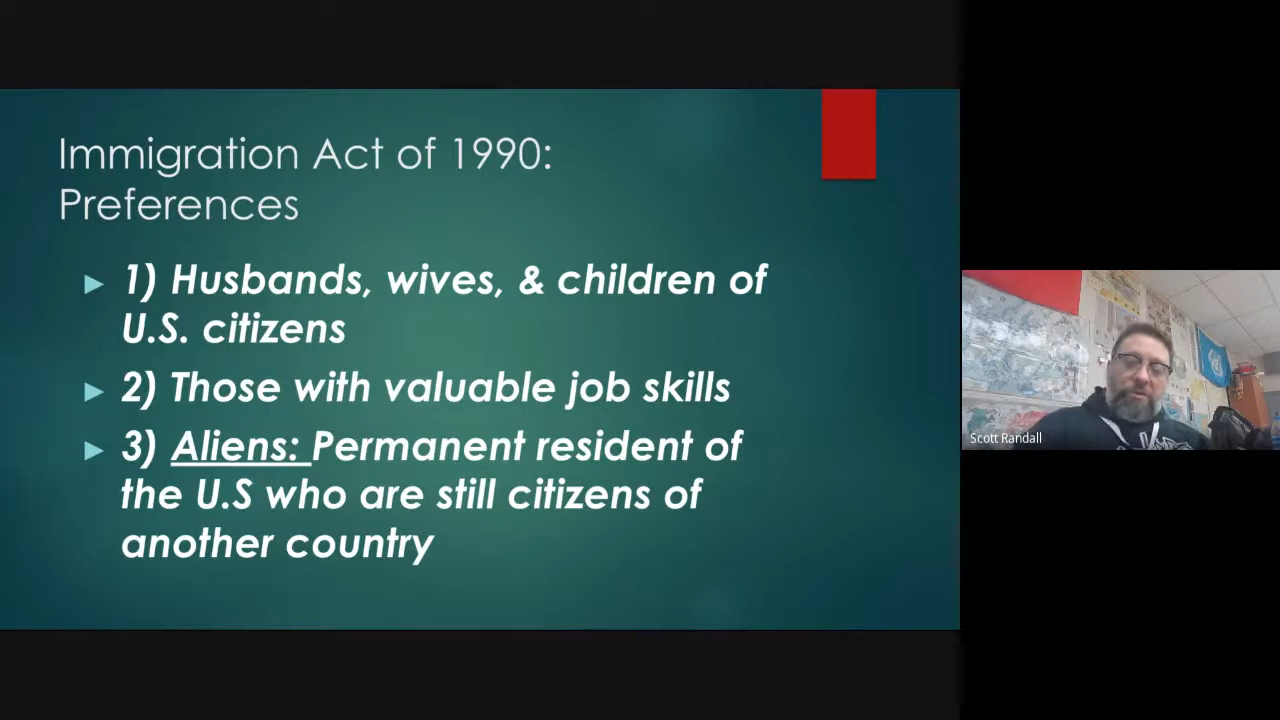 Immigration Act of 1990:
Preferences
► 1) Husbands, wives, & children of
U.S. citizens
► 2) Those with valuable job skills
► 3) Aliens: Permanent resident of
the U.S who are still citizens of
another country
Scott Randall